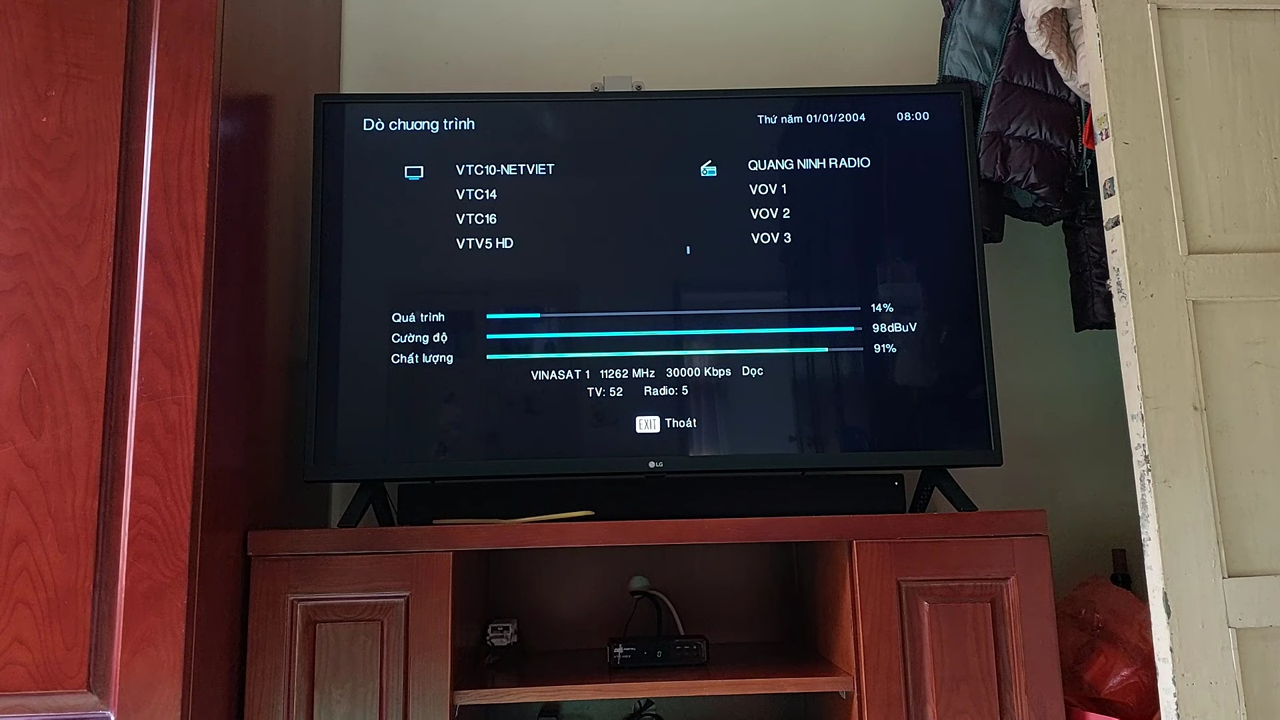 Dò chương trình
Thứ năm 01/01/2004 08:00
VTC10-NETVIET
VTC14
VTC16
VTV5 HD
QUANG NINH RADIO
VOV 1
VOV 2
VOV 3
Quá trình 14%
Cường độ 98dBuV
Chất lượng 91%
VINASAT 1 11262 MHz 30000 Kbps Dọc
TV: 52 Radio: 5
EXIT Thoát
LG